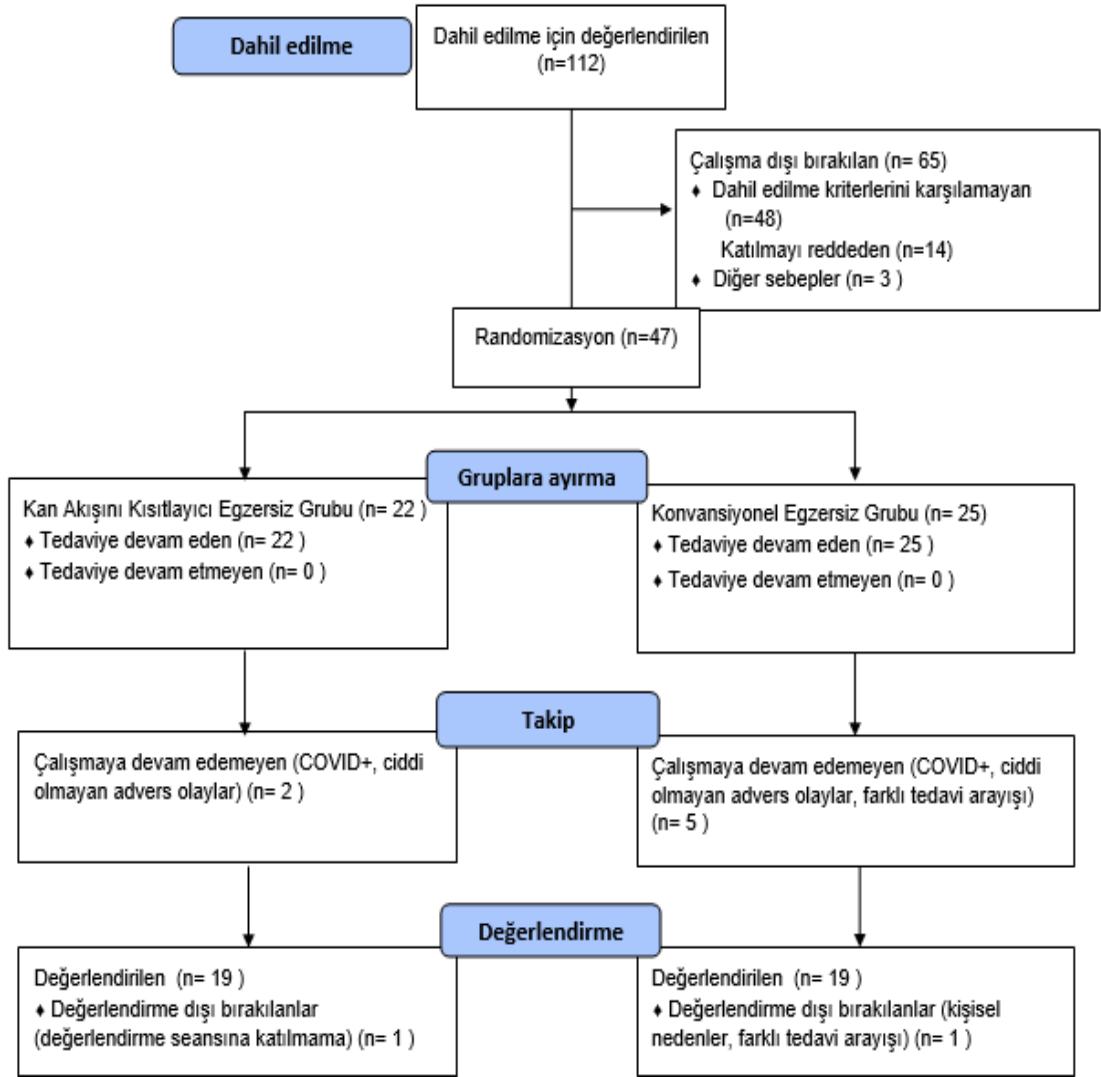 Dahil edilme
Dahil edilme için değerlendirilen
(n=112)
Çalışma dışı bırakılan (n= 65)
♦ Dahil edilme kriterlerini karşılamayan
(n=48)
Katılmayı reddeden (n=14)
♦ Diğer sebepler (n= 3 )
Randomizasyon (n=47)
Gruplara ayırma
Kan Akışını Kısıtlayıcı Egzersiz Grubu (n= 22 )
♦ Tedaviye devam eden (n= 22 )
♦ Tedaviye devam etmeyen (n= 0 )
Konvansiyonel Egzersiz Grubu (n= 25)
♦ Tedaviye devam eden (n= 25 )
♦ Tedaviye devam etmeyen (n= 0 )
Takip
Çalışmaya devam edemeyen (COVID+, ciddi
olmayan advers olaylar) (n= 2 )
Çalışmaya devam edemeyen (COVID+, ciddi
olmayan advers olaylar, farklı tedavi arayışı)
(n= 5 )
Değerlendirme
Değerlendirilen (n= 19 )
♦ Değerlendirme dışı bırakılanlar
(değerlendirme seansına katılmama) (n= 1 )
Değerlendirilen (n= 19 )
♦ Değerlendirme dışı bırakılanlar (kişisel
nedenler, farklı tedavi arayışı) (n= 1 )